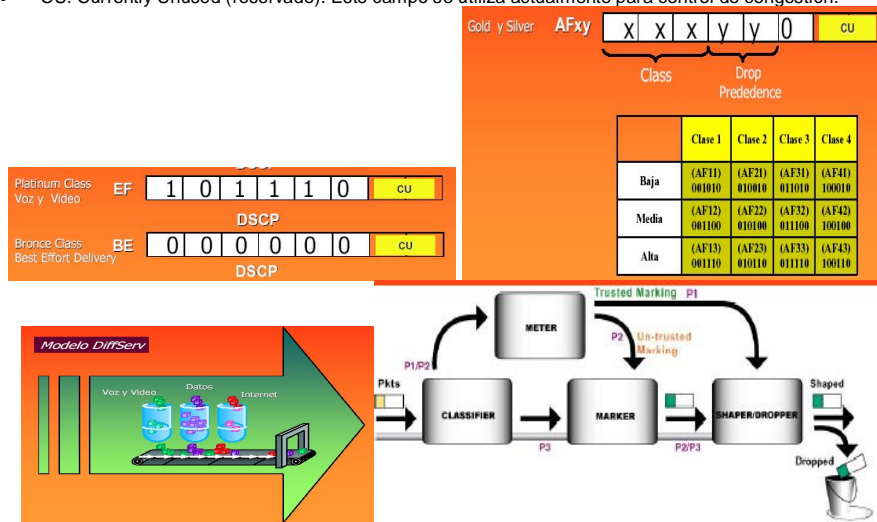 CU: Currently Unused (reservado). Este campo se utiliza actualmente para control de congestión.
Gold y Silver AFxy x x x y y 0 CU
Class
Drop
Prededence
Clase 1 Clase 2 Clase 3 Clase 4
Baja (AF11) 001010 (AF21) 010010 (AF31) 011010 (AF41) 100010
Media (AF12) 001100 (AF22) 010100 (AF32) 011100 (AF42) 100100
Alta (AF13) 001110 (AF23) 010110 (AF33) 011110 (AF43) 100110
Platinum Class
Voz y Video
EF 1 0 1 1 1 0 CU
DSCP
Bronce Class
Best Effort Delivery
BE 0 0 0 0 0 0 CU
DSCP
Modelo DiffServ
Voz y Video
Datos
Internet
Trusted Marking P1
METER
P2 Un-trusted
Marking
P1/P2
Pkts
CLASSIFIER
MARKER
SHAPER/DROPPER
Shaped
P3
P2/P3
Dropped